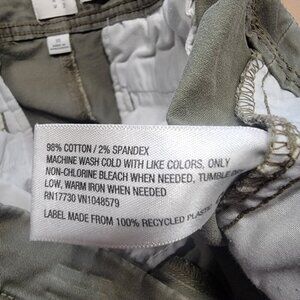 98% COTTON / 2% SPANDEX
MACHINE WASH COLD WITH LIKE COLORS, ONLY
NON-CHLORINE BLEACH WHEN NEEDED, TUMBLE
LOW, WARM IRON WHEN NEEDED
RN17730 VN1048579
LABEL MADE FROM 100% RECYCLED PLASTIC